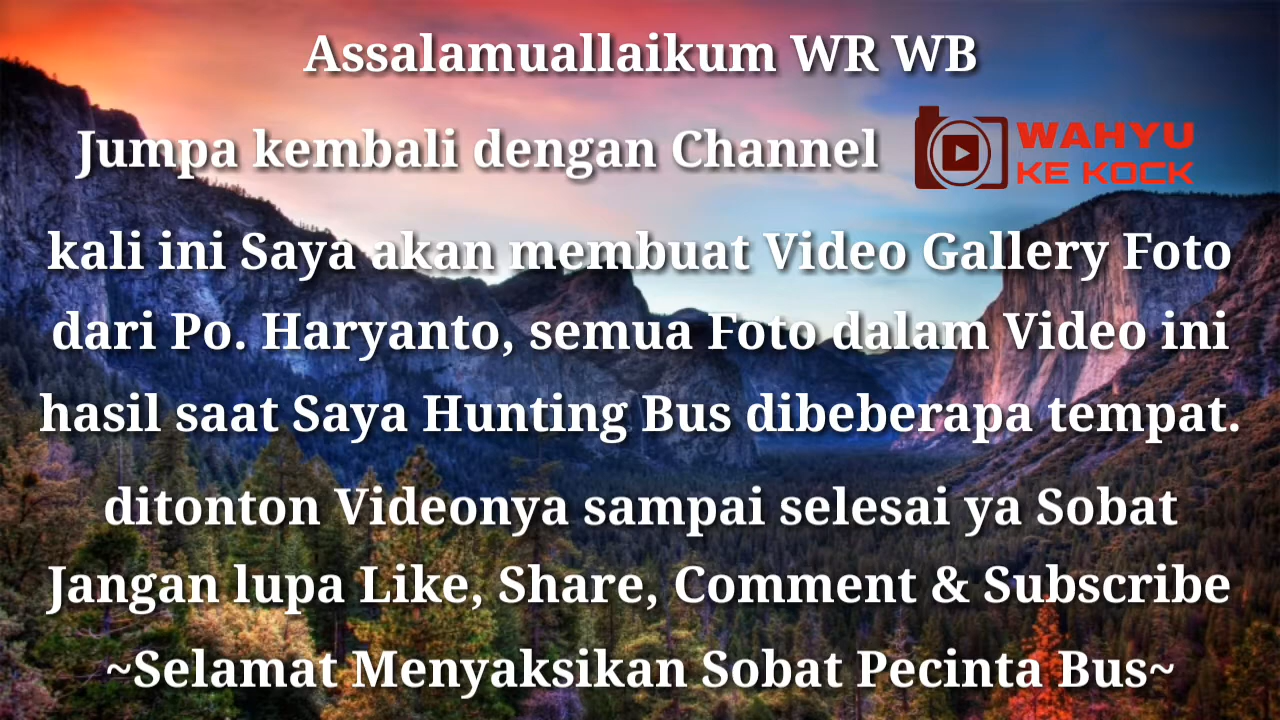 Assalamuallaikum WR WB
Jumpa kembali dengan Channel WAHYU KE KOCK
kali ini Saya akan membuat Video Gallery Foto
dari Po. Haryanto, semua Foto dalam Video ini
hasil saat Saya Hunting Bus dibeberapa tempat.
ditonton Videonya sampai selesai ya Sobat
Jangan lupa Like, Share, Comment & Subscribe
~Selamat Menyaksikan Sobat Pecinta Bus~